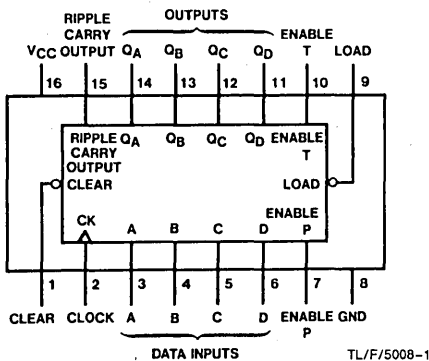 OUTPUTS
RIPPLE
CARRY
VCC OUTPUT QA QB QC QD ENABLE T LOAD
16 15 14 13 12 11 10 9
RIPPLE CARRY OUTPUT QA QB QC QD ENABLE T
CLEAR LOAD
CK A B C D ENABLE P
1 2 3 4 5 6 7 8
CLEAR CLOCK A B C D ENABLE P GND
DATA INPUTS
TL/F/5008-1